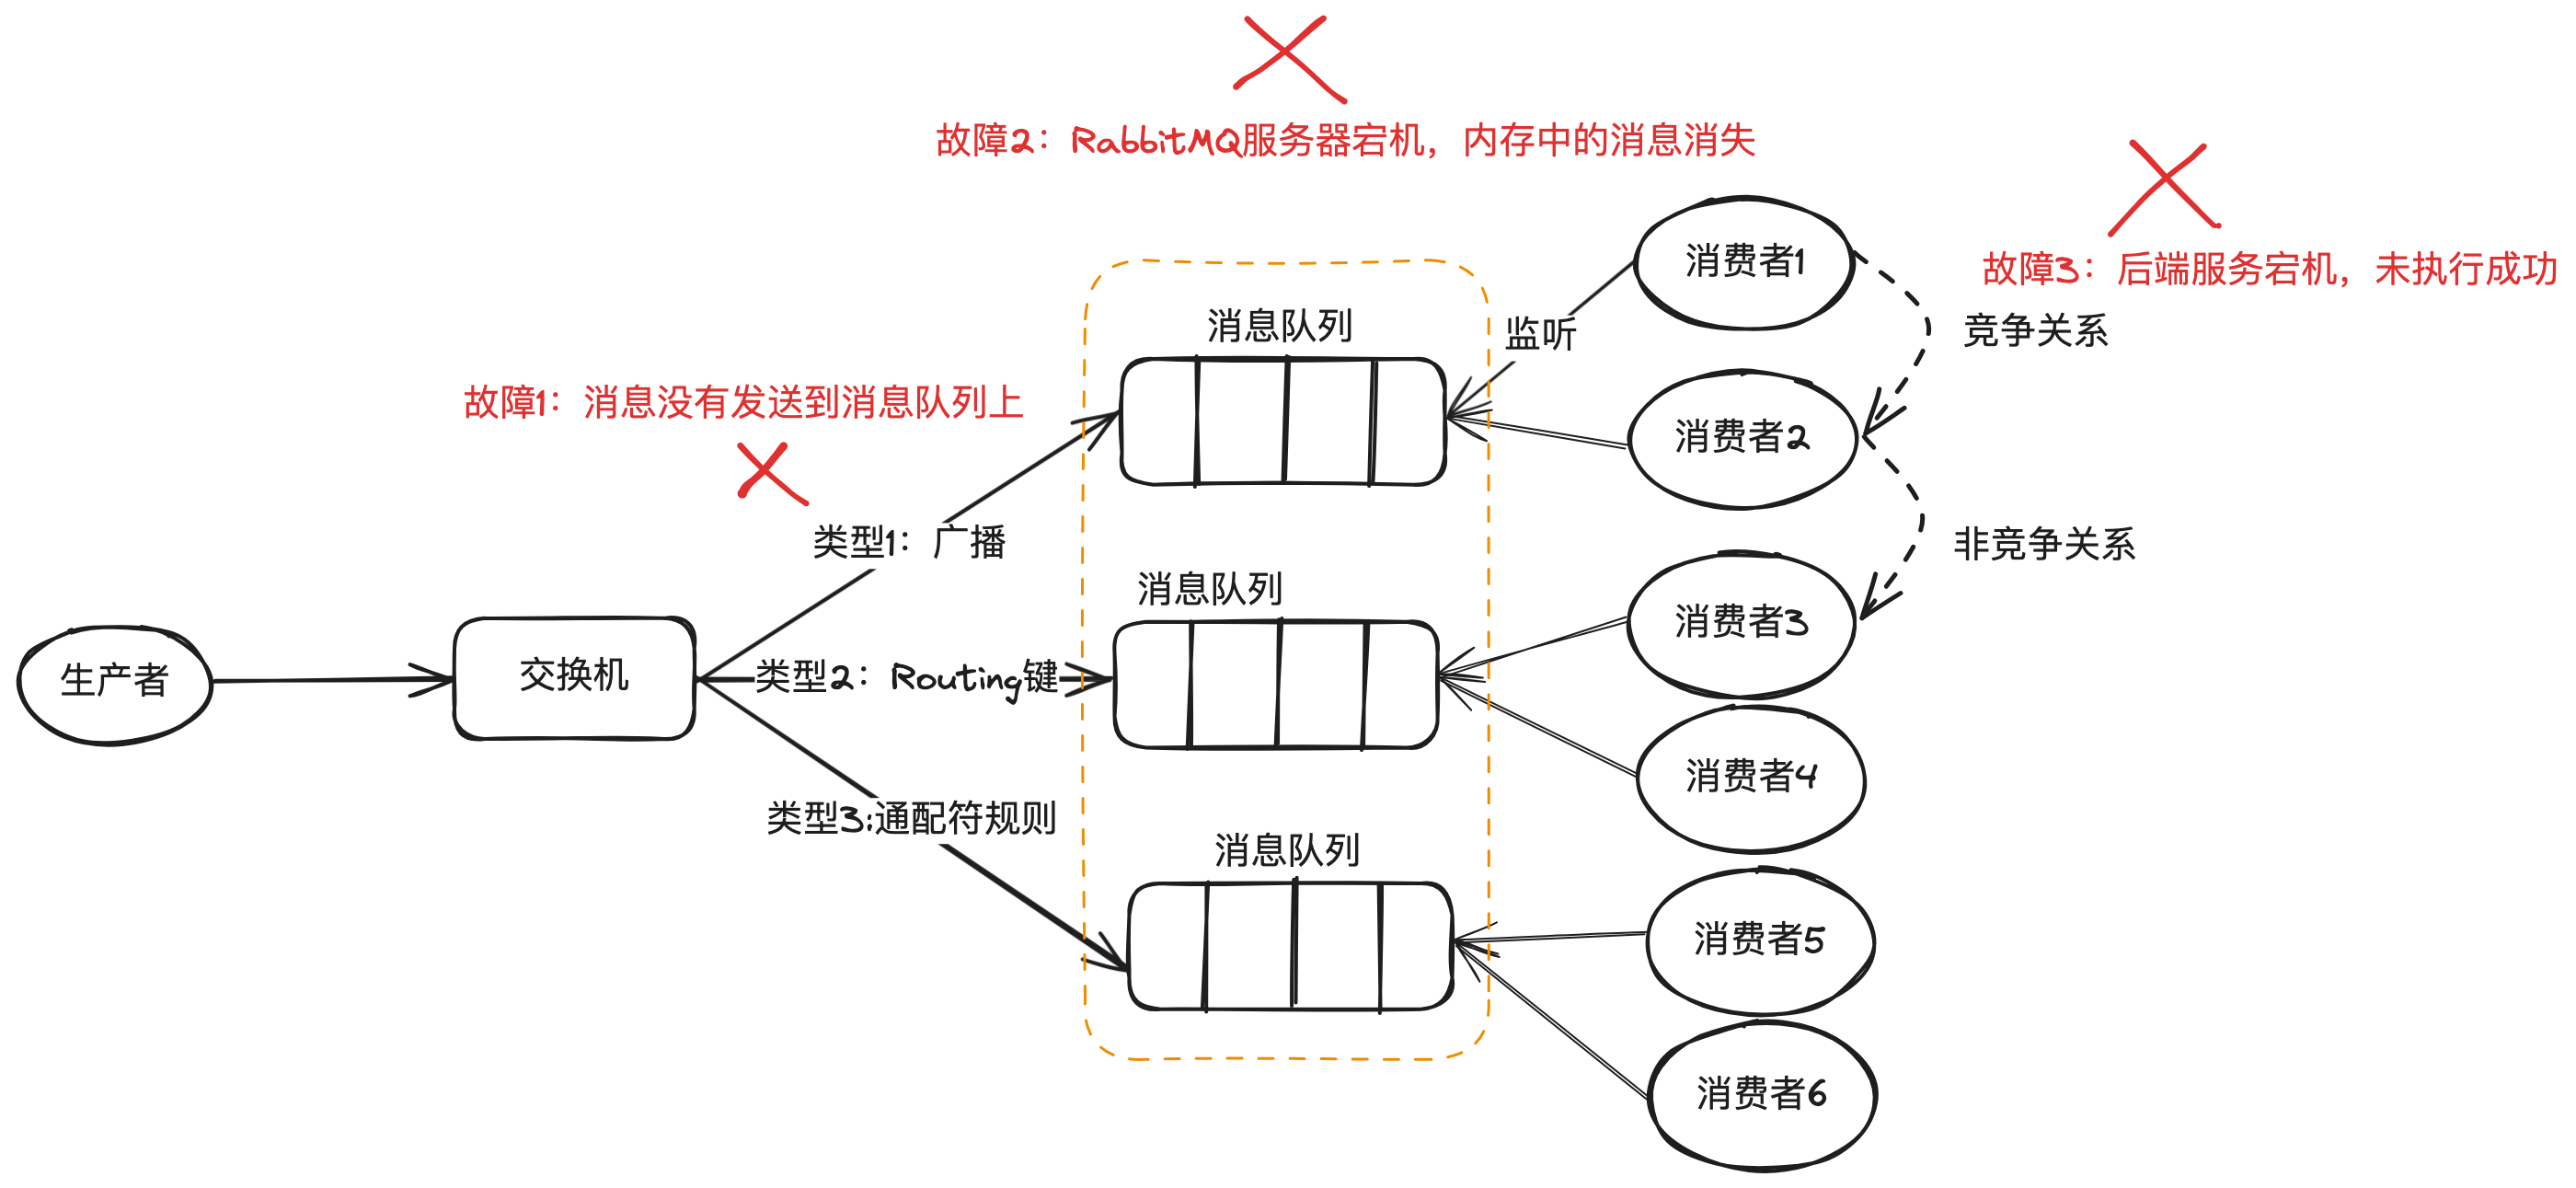 故障2：RabbitMQ服务器宕机，内存中的消息消失
故障3：后端服务宕机，未执行成功
消费者1
竞争关系
消息队列
监听
故障1：消息没有发送到消息队列上
消费者2
类型1：广播
非竞争关系
消息队列
消费者3
生产者
交换机
类型2：Routing键
消费者4
类型3:通配符规则
消息队列
消费者5
消费者6